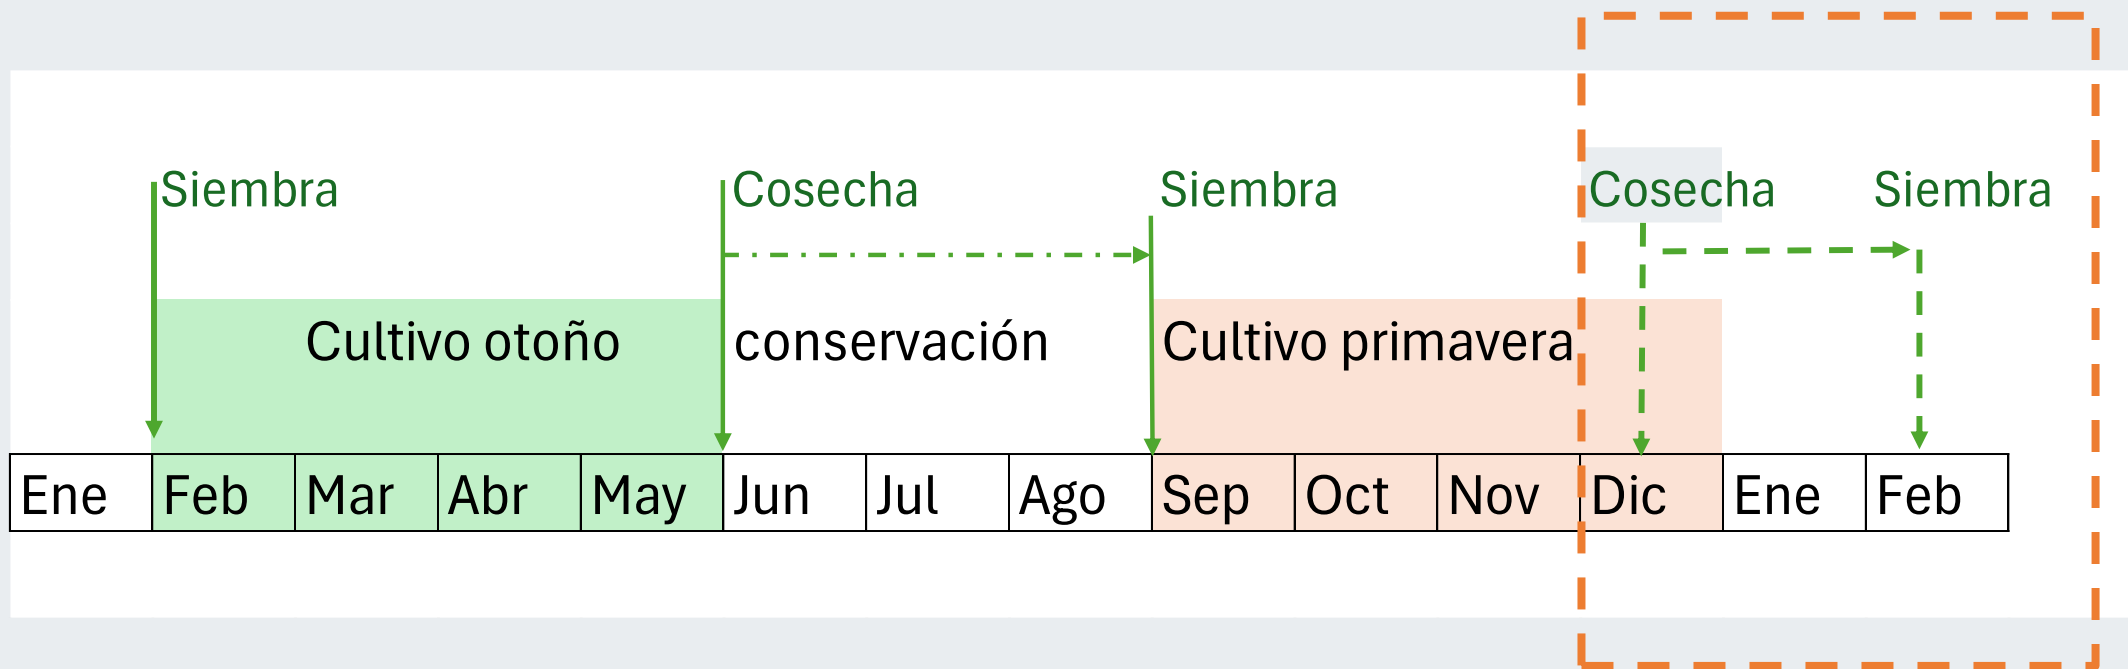 Siembra Cosecha Siembra Cosecha Siembra
Cultivo otoño conservación Cultivo primavera
Ene Feb Mar Abr May Jun Jul Ago Sep Oct Nov Dic Ene Feb